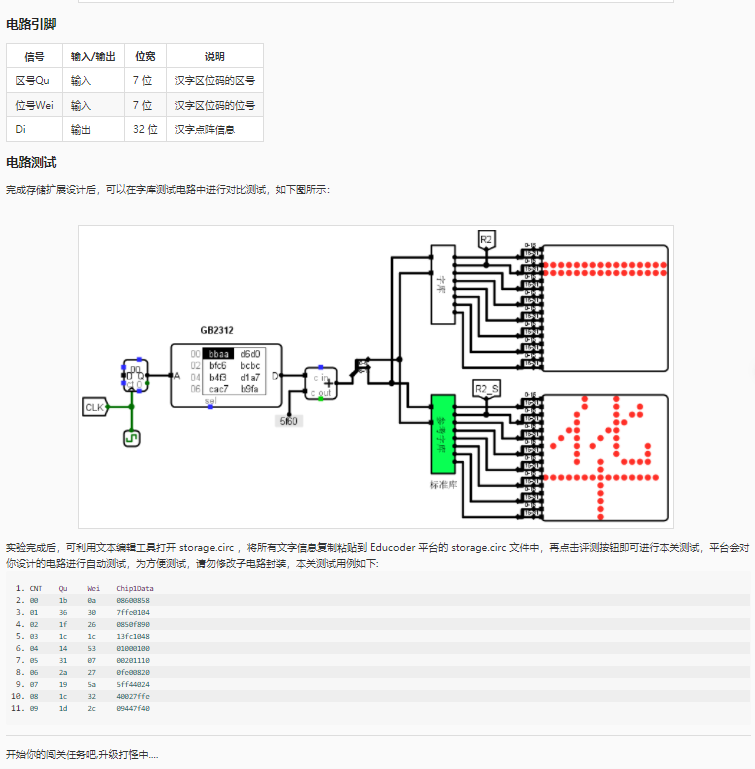 电路引脚
信号 输入/输出 位宽 说明
区号Qu 输入 7 位 汉字区位码的区号
位号Wei 输入 7 位 汉字区位码的位号
Di 输出 32 位 汉字点阵信息
电路测试
完成存储扩展设计后，可以在字库测试电路中进行对比测试，如下图所示：
R2
字库
GB2312
00 bbaa d6d0
02 bfc6 bcbc
04 b4f3 d1a7
06 cac7 b9fa
A
D
sel
D Q
c in
+
c out
CLK
5f60
R2_S
参考字库
标准库
实验完成后，可利用文本编辑工具打开 storage.circ ，将所有文字信息复制粘贴到 Educoder 平台的 storage.circ 文件中，再点击评测按钮即可进行本关测试，平台会对
你设计的电路进行自动测试，为方便测试，请勿修改子电路封装，本关测试用例如下:
1. CNT Qu Wei Chip1Data
2. 00 1b 0a 08600858
3. 01 36 30 7ffe0104
4. 02 1f 26 0850f890
5. 03 1c 1c 13fc1048
6. 04 14 53 01000100
7. 05 31 07 00201110
8. 06 2a 27 0fe00820
9. 07 19 5a 5ff44024
10. 08 1c 32 40027ffe
11. 09 1d 2c 09447f40
开始你的闯关任务吧,升级打怪中....